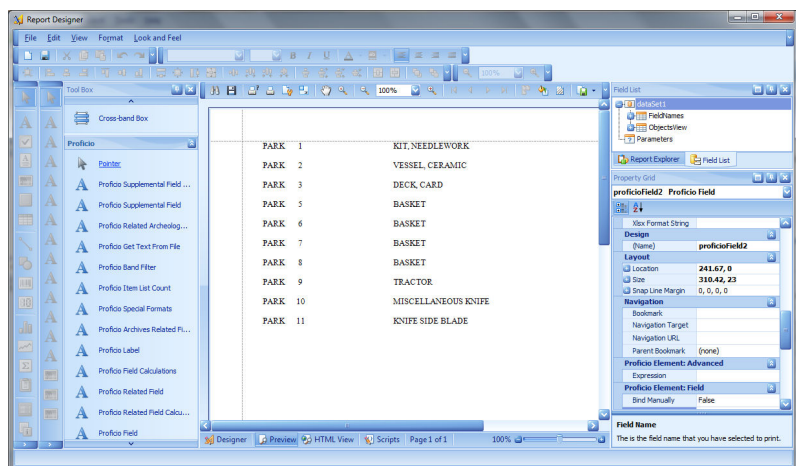 Report Designer
File Edit View Format Look and Feel
100%
Tool Box
Cross-band Box
Proficio
Pointer
Proficio Supplemental Field ...
Proficio Supplemental Field
Proficio Related Archeolog...
Proficio Get Text From File
Proficio Band Filter
Proficio Item List Count
Proficio Special Formats
Proficio Archives Related Fi...
Proficio Label
Proficio Field Calculations
Proficio Related Field
Proficio Related Field Calcu...
Proficio Field
100%
PARK 1 KIT, NEEDLEWORK
PARK 2 VESSEL, CERAMIC
PARK 3 DECK, CARD
PARK 5 BASKET
PARK 6 BASKET
PARK 7 BASKET
PARK 8 BASKET
PARK 9 TRACTOR
PARK 10 MISCELLANEOUS KNIFE
PARK 11 KNIFE SIDE BLADE
Designer Preview HTML View Scripts Page 1 of 1 100%
Field List
dataSet1
FieldNames
ObjectsView
Parameters
Report Explorer Field List
Property Grid
proficioField2 Proficio Field
Xlsx Format String
Design
(Name) proficioField2
Layout
Location 241.67, 0
Size 310.42, 23
Snap Line Margin 0, 0, 0, 0
Navigation
Bookmark
Navigation Target
Navigation URL
Parent Bookmark (none)
Proficio Element: Advanced
Expression
Proficio Element: Field
Bind Manually False
Field Name
The is the field name that you have selected to print.